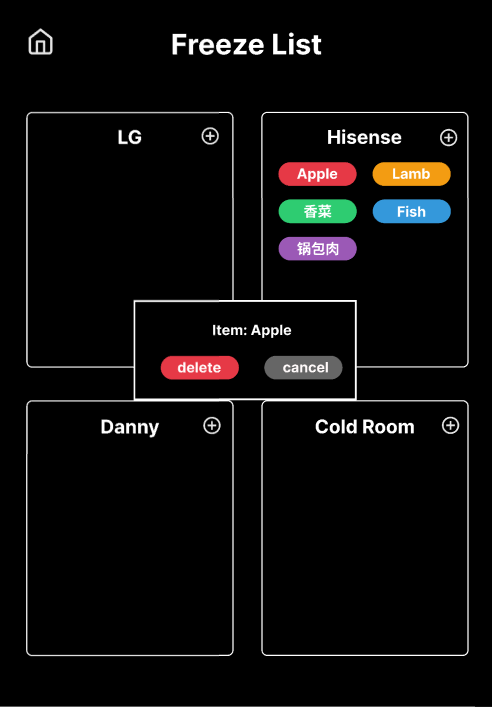 Freeze List
LG
Hisense
Apple
Lamb
香菜
Fish
锅包肉
Item: Apple
delete
cancel
Danny
Cold Room